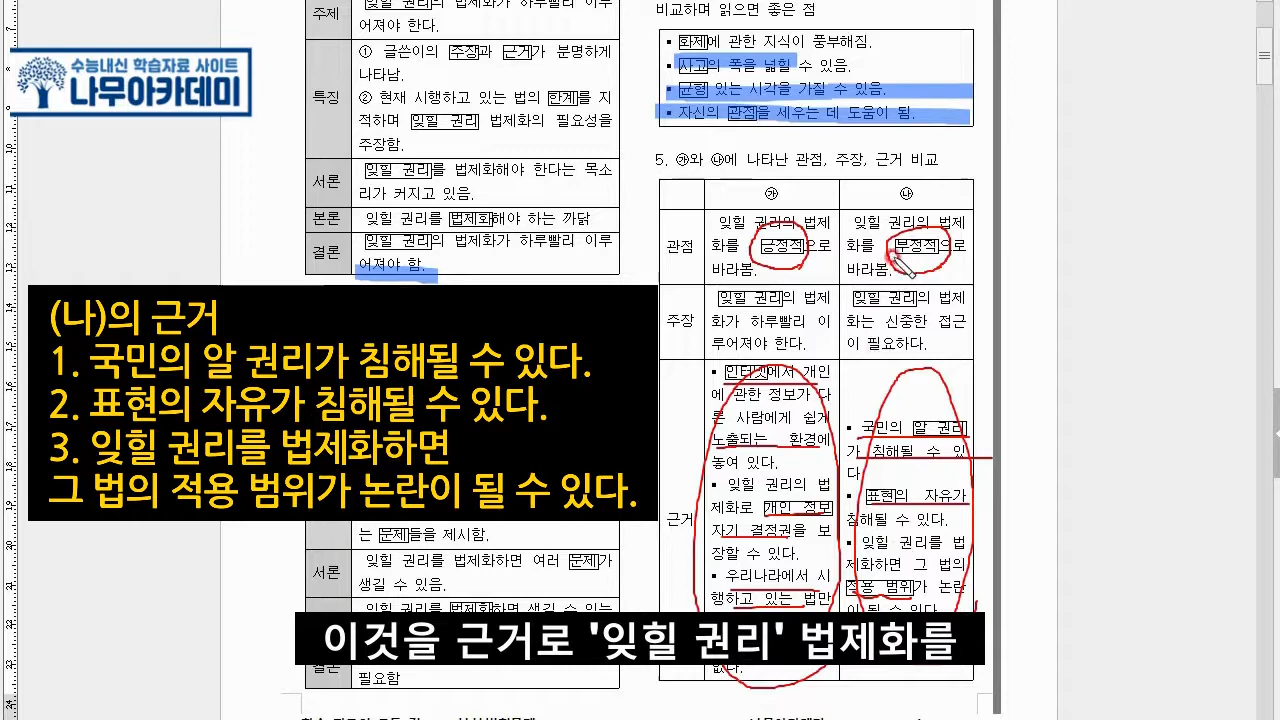 수능내신 학습자료 사이트
나무아카데미
주제
잊힐 권리의 법제화가 하루빨리 이루
어져야 한다.
특징
① 글쓴이의 주장과 근거가 분명하게
나타남.
② 현재 시행하고 있는 법의 한계를 지
적하며 잊힐 권리 법제화의 필요성을
주장함.
서론
잊힐 권리를 법제화해야 한다는 목소
리가 커지고 있음.
본론
잊힐 권리를 법제화해야 하는 까닭
결론
잊힐 권리의 법제화가 하루빨리 이루
어져야 함.
(나)의 근거
1. 국민의 알 권리가 침해될 수 있다.
2. 표현의 자유가 침해될 수 있다.
3. 잊힐 권리를 법제화하면
그 법의 적용 범위가 논란이 될 수 있다.
는 문제들을 제시함.
서론
잊힐 권리를 법제화하면 여러 문제가
생길 수 있음.
잊힐 권리를 법제화하면 생길 수 있는
결론
필요함
비교하며 읽으면 좋은 점
▪ 화제에 관한 지식이 풍부해짐.
▪ 사고의 폭을 넓힐 수 있음.
▪ 균형 있는 시각을 가질 수 있음.
▪ 자신의 관점을 세우는 데 도움이 됨.
5. ㉮와 ㉯에 나타난 관점, 주장, 근거 비교
㉮
㉯
관점
잊힐 권리의 법제
화를 긍정적으로
바라봄.
잊힐 권리의 법제
화를 부정적으로
바라봄.
주장
잊힐 권리의 법제
화가 하루빨리 이
루어져야 한다.
잊힐 권리의 법제
화는 신중한 접근
이 필요하다.
근거
▪ 인터넷에서 개인
에 관한 정보가 다
른 사람에게 쉽게
노출되는 환경에
놓여 있다.
▪ 잊힐 권리의 법
제화로 개인 정보
자기 결정권을 보
장할 수 있다.
▪ 우리나라에서 시
행하고 있는 법만
없다.
▪ 국민의 알 권리
가 침해될 수 있
다
▪ 표현의 자유가
침해될 수 있다.
▪ 잊힐 권리를 법
제화하면 그 법의
적용 범위가 논란
이 될 수 있다.
이것을 근거로 '잊힐 권리' 법제화를